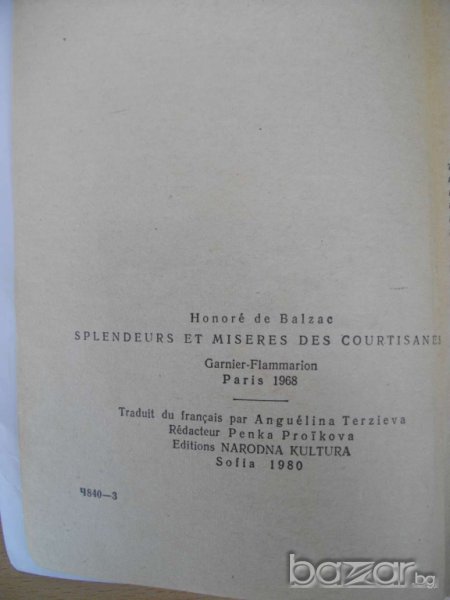 Honoré de Balzac
SPLENDEURS ET MISERES DES COURTISANES
Garnier-Flammarion
Paris 1968
Traduit du français par Anguélina Terzieva
Rédacteur Penka Proïkova
Editions NARODNA KULTURA
Sofia 1980
Ч840—3
bazar.bg